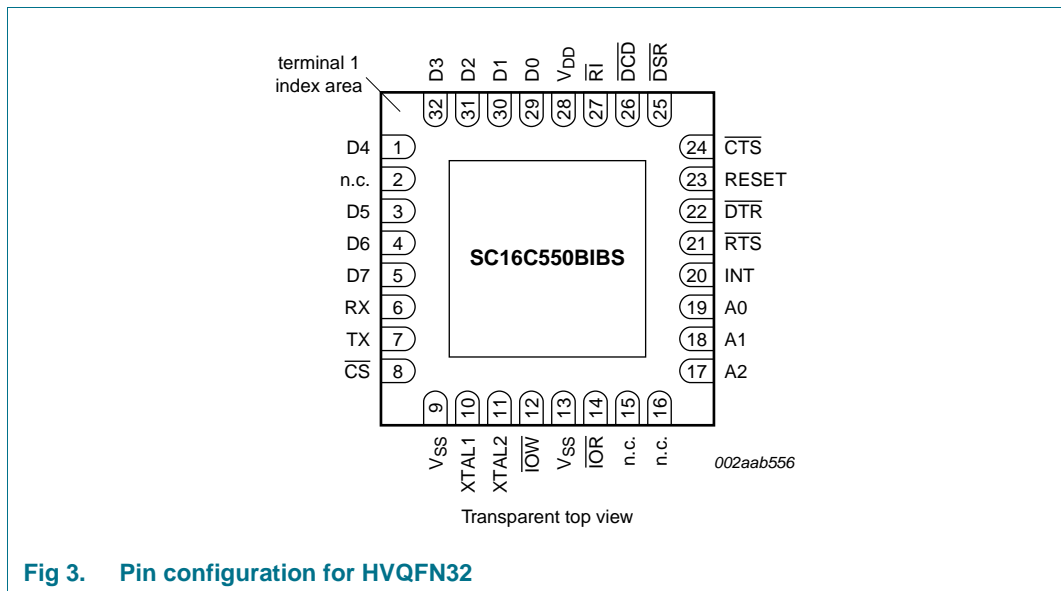 terminal 1
index area
D3
D2
D1
D0
VDD
RI
DCD
DSR
32
31
30
29
28
27
26
25
D4 1
n.c. 2
D5 3
D6 4
D7 5
RX 6
TX 7
CS 8
SC16C550BIBS
24 CTS
23 RESET
22 DTR
21 RTS
20 INT
19 A0
18 A1
17 A2
9
10
11
12
13
14
15
16
VSS
XTAL1
XTAL2
IOW
VSS
IOR
n.c.
n.c.
002aab556
Transparent top view
Fig 3. Pin configuration for HVQFN32